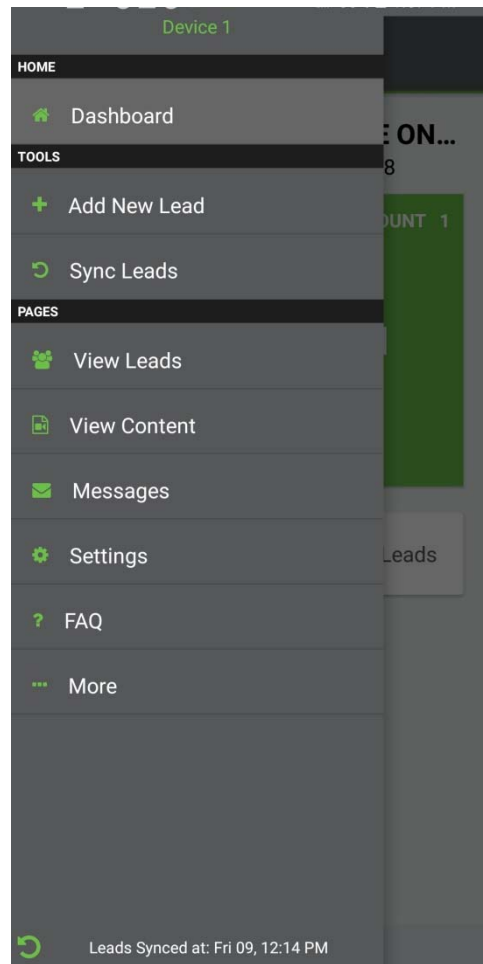 Device 1
HOME
Dashboard
E ON...
TOOLS
8
Add New Lead
OUNT 1
Sync Leads
PAGES
View Leads
View Content
Messages
Settings
Leads
FAQ
More
Leads Synced at: Fri 09, 12:14 PM